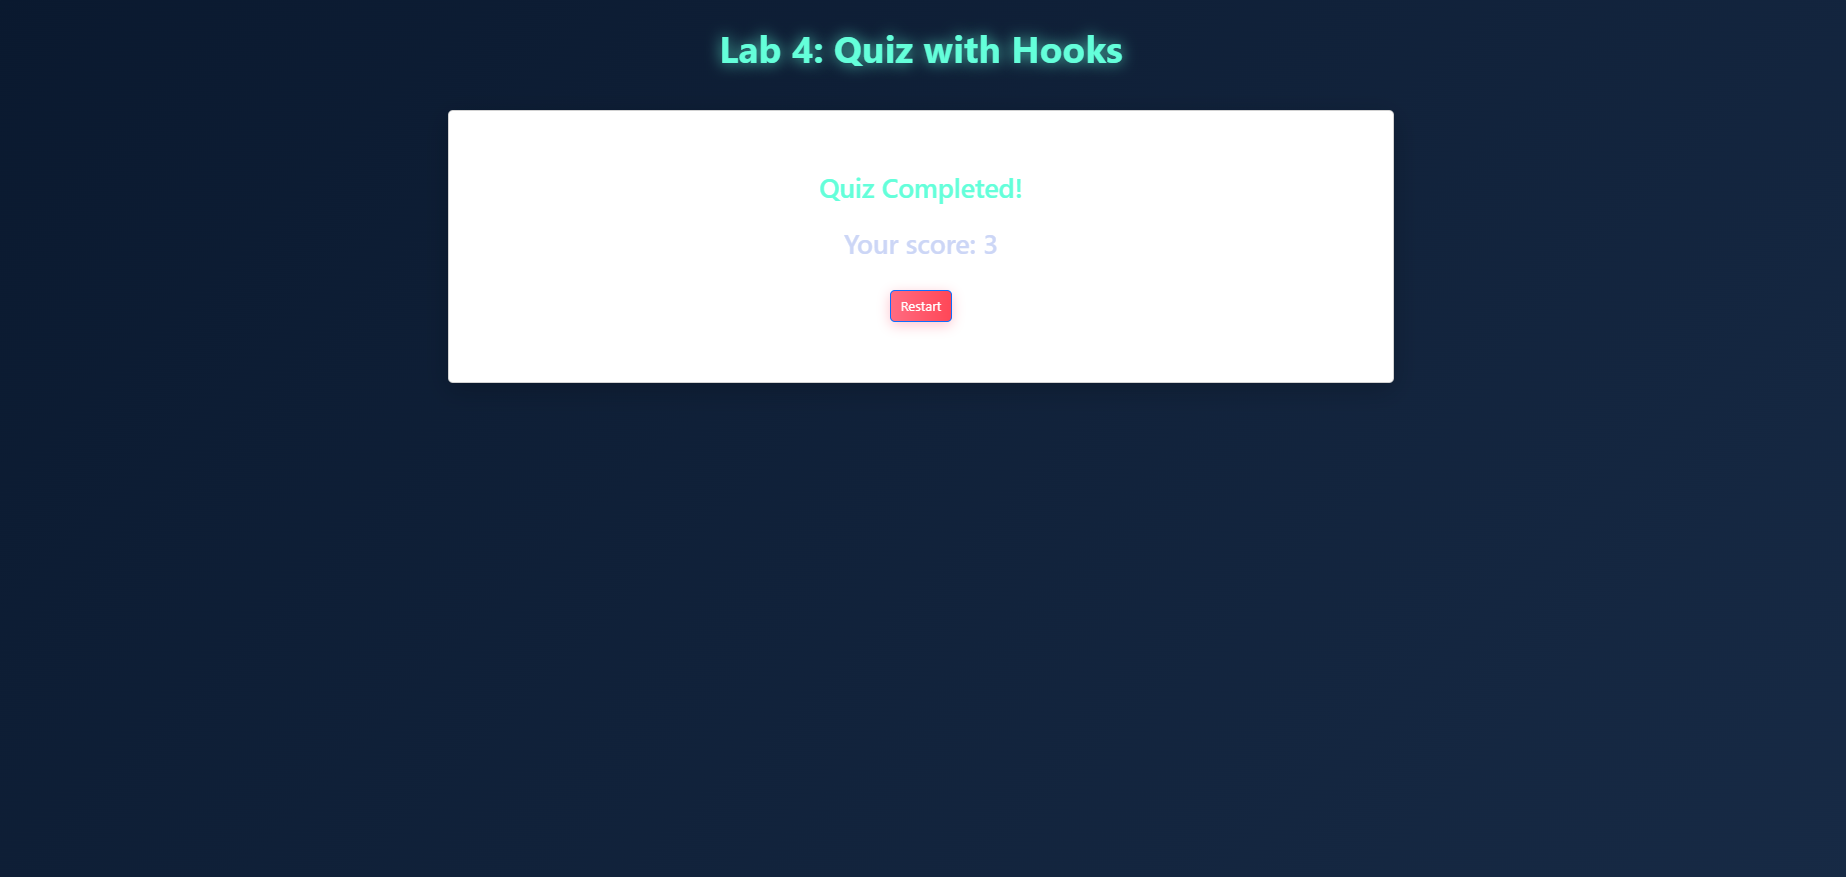 Lab 4: Quiz with Hooks
Quiz Completed!
Your score: 3
Restart